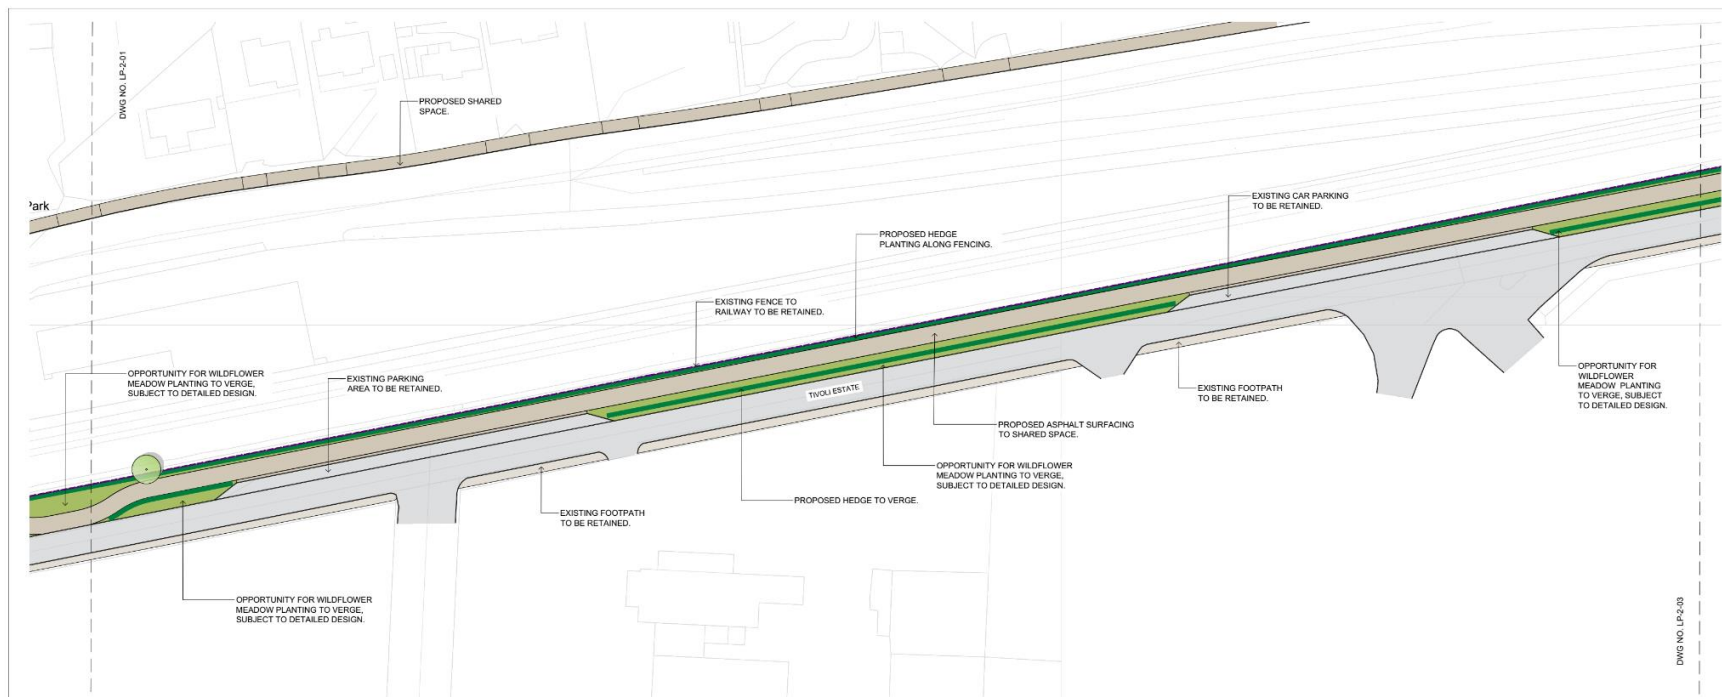 DWG NO. LP-2-01
PROPOSED SHARED
SPACE.
Park
EXISTING CAR PARKING
TO BE RETAINED.
PROPOSED HEDGE
PLANTING ALONG FENCING.
EXISTING FENCE TO
RAILWAY TO BE RETAINED.
OPPORTUNITY FOR WILDFLOWER
MEADOW PLANTING TO VERGE,
SUBJECT TO DETAILED DESIGN.
EXISTING PARKING
AREA TO BE RETAINED.
TIVOLI ESTATE
EXISTING FOOTPATH
TO BE RETAINED.
OPPORTUNITY FOR
WILDFLOWER
MEADOW PLANTING
TO VERGE, SUBJECT
TO DETAILED DESIGN.
PROPOSED ASPHALT SURFACING
TO SHARED SPACE.
OPPORTUNITY FOR WILDFLOWER
MEADOW PLANTING TO VERGE,
SUBJECT TO DETAILED DESIGN.
PROPOSED HEDGE TO VERGE.
EXISTING FOOTPATH
TO BE RETAINED.
OPPORTUNITY FOR WILDFLOWER
MEADOW PLANTING TO VERGE,
SUBJECT TO DETAILED DESIGN.
DWG NO. LP-2-03